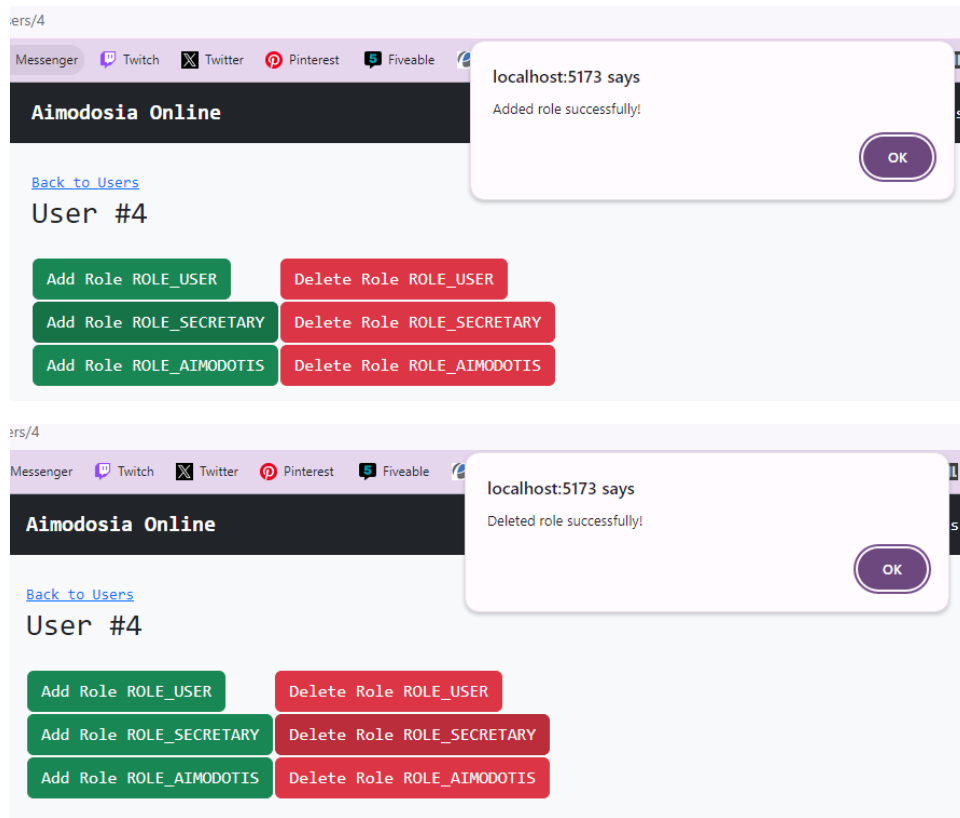 ers/4
Messenger Twitch Twitter Pinterest Fiveable
localhost:5173 says
Added role successfully!
OK
Aimodosia Online
Back to Users
User #4
Add Role ROLE_USER Delete Role ROLE_USER
Add Role ROLE_SECRETARY Delete Role ROLE_SECRETARY
Add Role ROLE_AIMODOTIS Delete Role ROLE_AIMODOTIS
ers/4
Messenger Twitch Twitter Pinterest Fiveable
localhost:5173 says
Deleted role successfully!
OK
Aimodosia Online
Back to Users
User #4
Add Role ROLE_USER Delete Role ROLE_USER
Add Role ROLE_SECRETARY Delete Role ROLE_SECRETARY
Add Role ROLE_AIMODOTIS Delete Role ROLE_AIMODOTIS